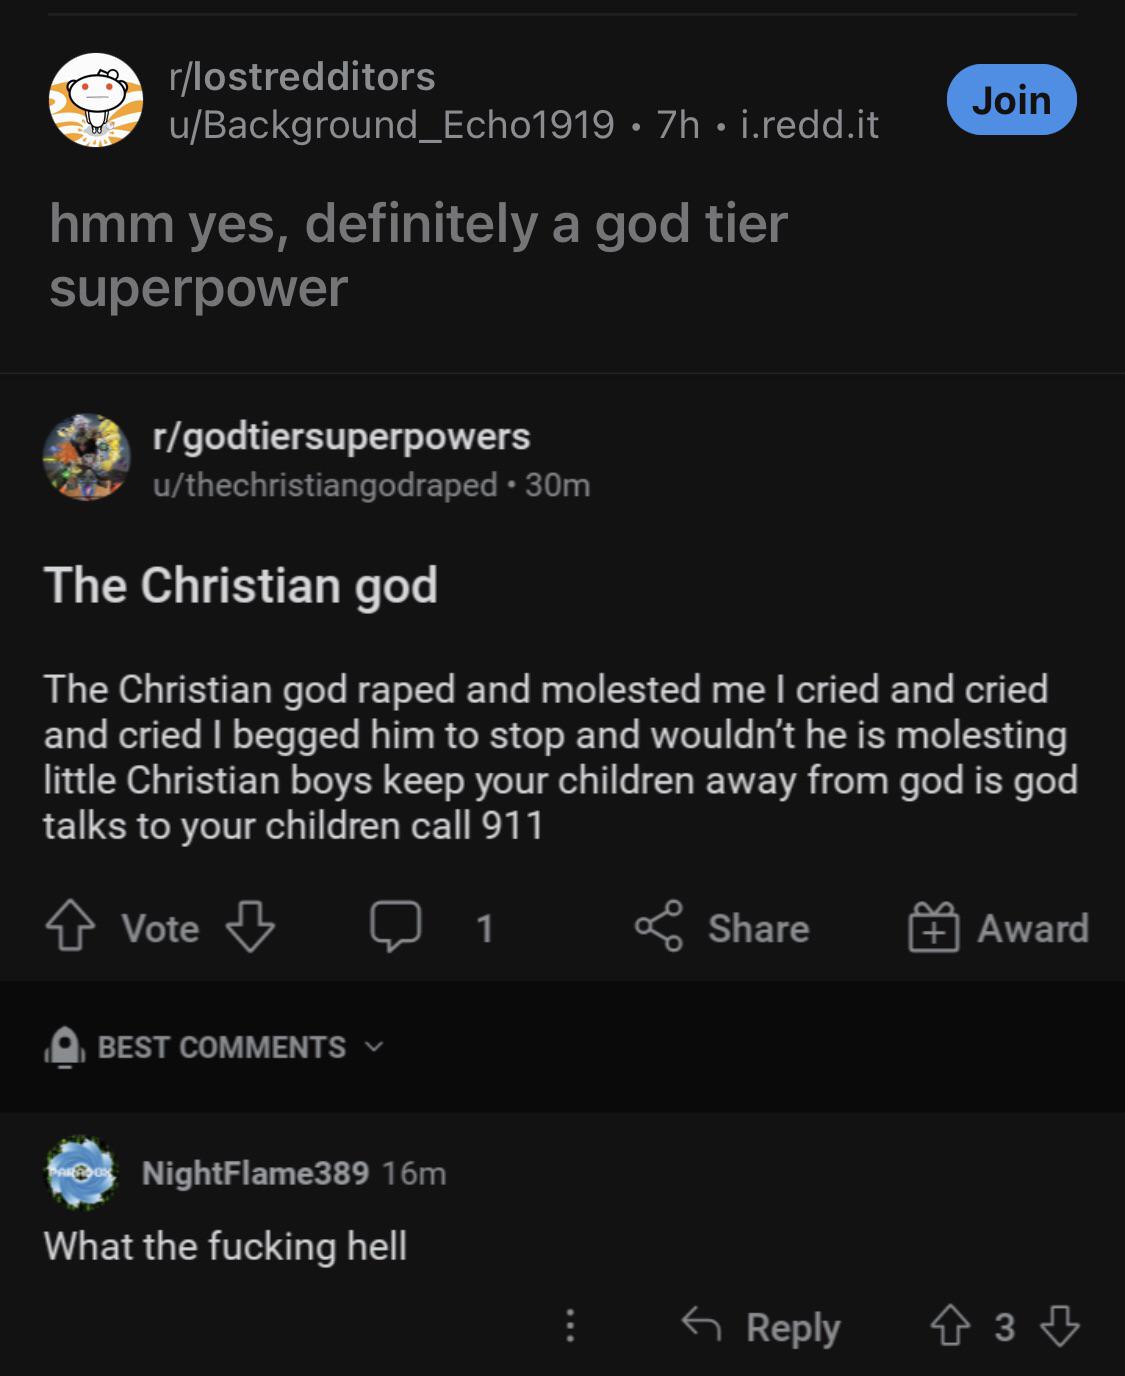 r/lostredditors
u/Background_Echo1919 • 7h • i.redd.it
Join
hmm yes, definitely a god tier
superpower
r/godtiersuperpowers
u/thechristiangodraped • 30m
The Christian god
The Christian god raped and molested me I cried and cried
and cried I begged him to stop and wouldn't he is molesting
little Christian boys keep your children away from god is god
talks to your children call 911
Vote 1 Share Award
BEST COMMENTS
PARADOX
NightFlame389 16m
What the fucking hell
Reply 3